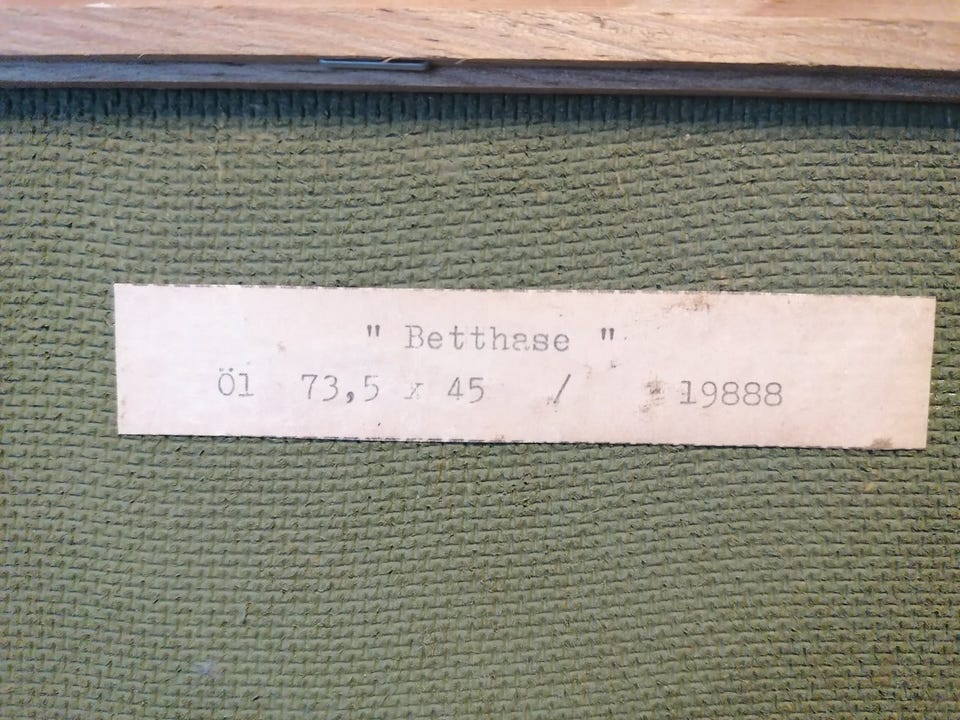 " Betthase "
Öl 73,5 x 45 / 19888